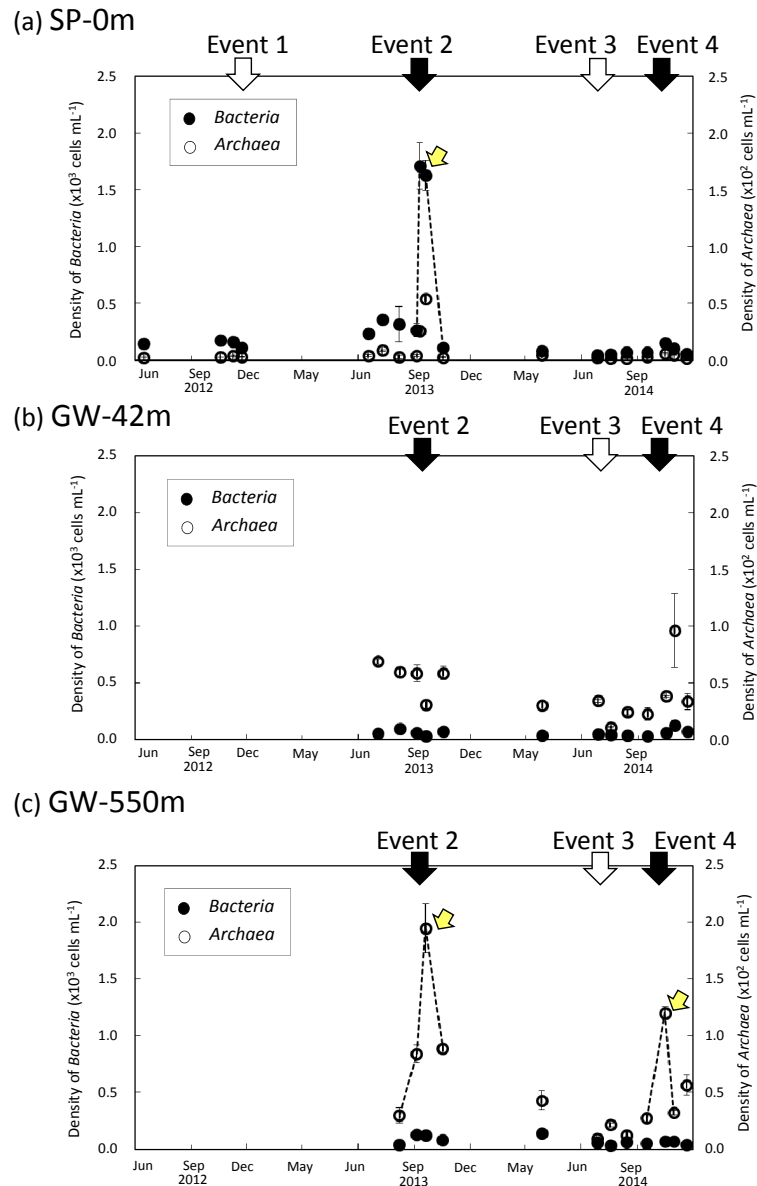 (a) SP-0m
Event 1 Event 2 Event 3 Event 4
Density of Bacteria (x10³ cells mL⁻¹)
2.5
2.0
1.5
1.0
0.5
0.0
Bacteria
Archaea
2.5
2.0
1.5
1.0
0.5
0.0
Density of Archaea (x10² cells mL⁻¹)
Jun Sep Dec May Jun Sep Dec May Jun Sep
2012 2013 2014
(b) GW-42m
Event 2 Event 3 Event 4
Density of Bacteria (x10³ cells mL⁻¹)
2.5
2.0
1.5
1.0
0.5
0.0
Bacteria
Archaea
2.5
2.0
1.5
1.0
0.5
0.0
Density of Archaea (x10² cells mL⁻¹)
Jun Sep Dec May Jun Sep Dec May Jun Sep
2012 2013 2014
(c) GW-550m
Event 2 Event 3 Event 4
Density of Bacteria (x10³ cells mL⁻¹)
2.5
2.0
1.5
1.0
0.5
0.0
Bacteria
Archaea
2.5
2.0
1.5
1.0
0.5
0.0
Density of Archaea (x10² cells mL⁻¹)
Jun Sep Dec May Jun Sep Dec May Jun Sep
2012 2013 2014